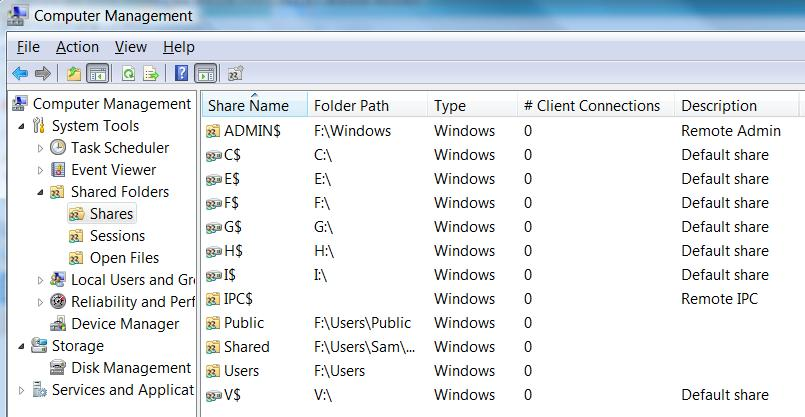 Computer Management
File Action View Help
Computer Management
System Tools
Task Scheduler
Event Viewer
Shared Folders
Shares
Sessions
Open Files
Local Users and Gr
Reliability and Perf
Device Manager
Storage
Disk Management
Services and Applicat
Share Name Folder Path Type # Client Connections Description
ADMIN$ F:\Windows Windows 0 Remote Admin
C$ C:\ Windows 0 Default share
E$ E:\ Windows 0 Default share
F$ F:\ Windows 0 Default share
G$ G:\ Windows 0 Default share
H$ H:\ Windows 0 Default share
I$ I:\ Windows 0 Default share
IPC$ Windows 0 Remote IPC
Public F:\Users\Public Windows 0
Shared F:\Users\Sam\... Windows 0
Users F:\Users Windows 0
V$ V:\ Windows 0 Default share